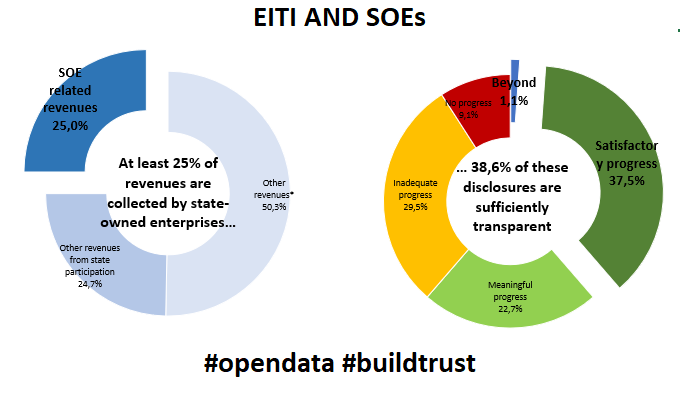 EITI AND SOEs
SOE
related
revenues
25,0%
At least 25% of
revenues are
collected by state-
owned enterprises...
Other
revenues*
50,3%
Other revenues
from state
participation
24,7%
Beyond
1,1%
No progress
9,1%
Satisfactor
y progress
37,5%
... 38,6% of these
disclosures are
sufficiently
transparent
Inadequate
progress
29,5%
Meaningful
progress
22,7%
#opendata #buildtrust